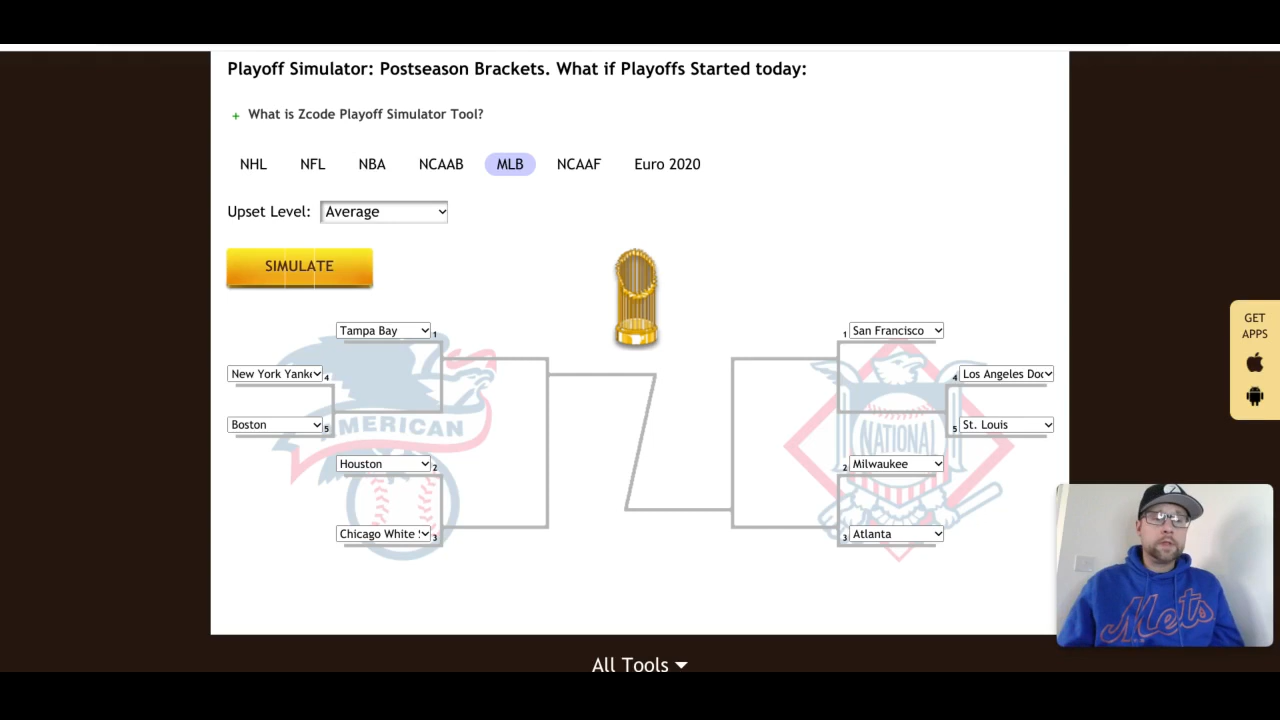 Playoff Simulator: Postseason Brackets. What if Playoffs Started today:
+ What is Zcode Playoff Simulator Tool?
NHL NFL NBA NCAAB MLB NCAAF Euro 2020
Upset Level: Average
SIMULATE
GET
APPS
Tampa Bay 1
1 San Francisco
New York Yank 4
4 Los Angeles Do
AMERICAN
NATIONAL
Boston 5
5 St. Louis
Houston 2
2 Milwaukee
Chicago White 3
3 Atlanta
Mets
All Tools